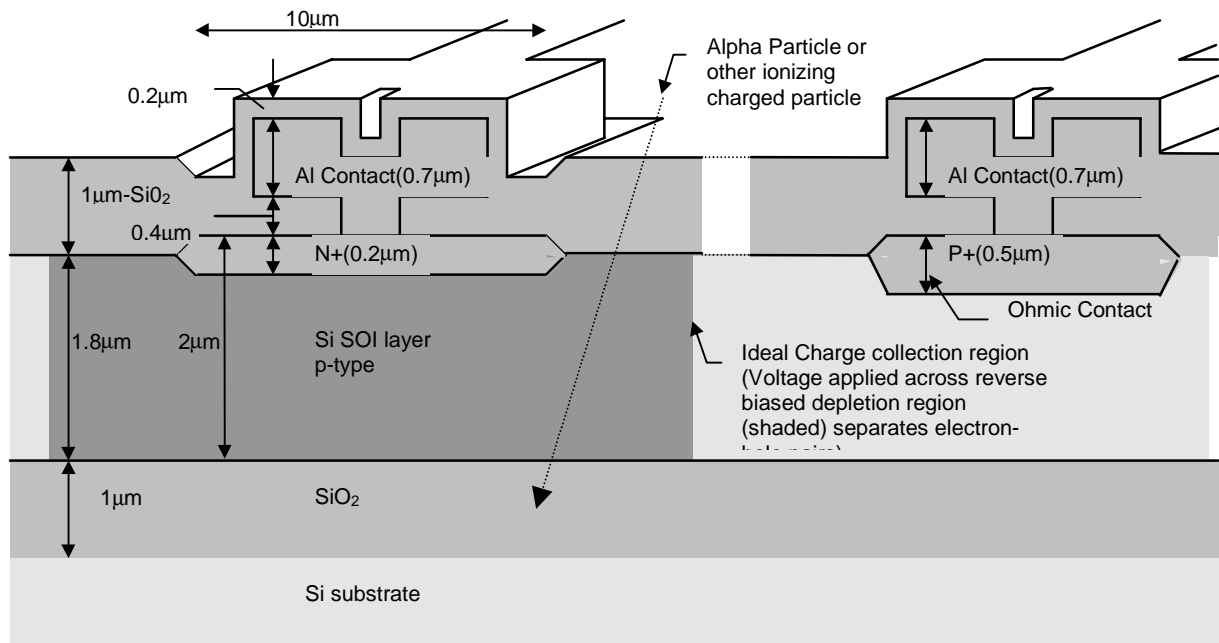 10μm
Alpha Particle or
other ionizing
charged particle
0.2μm
Al Contact(0.7μm)
Al Contact(0.7μm)
1μm-Si0₂
0.4μm
N+(0.2μm)
P+(0.5μm)
Ohmic Contact
1.8μm
2μm
Si SOI layer
p-type
Ideal Charge collection region
(Voltage applied across reverse
biased depletion region
(shaded) separates electron-
1μm
SiO₂
Si substrate